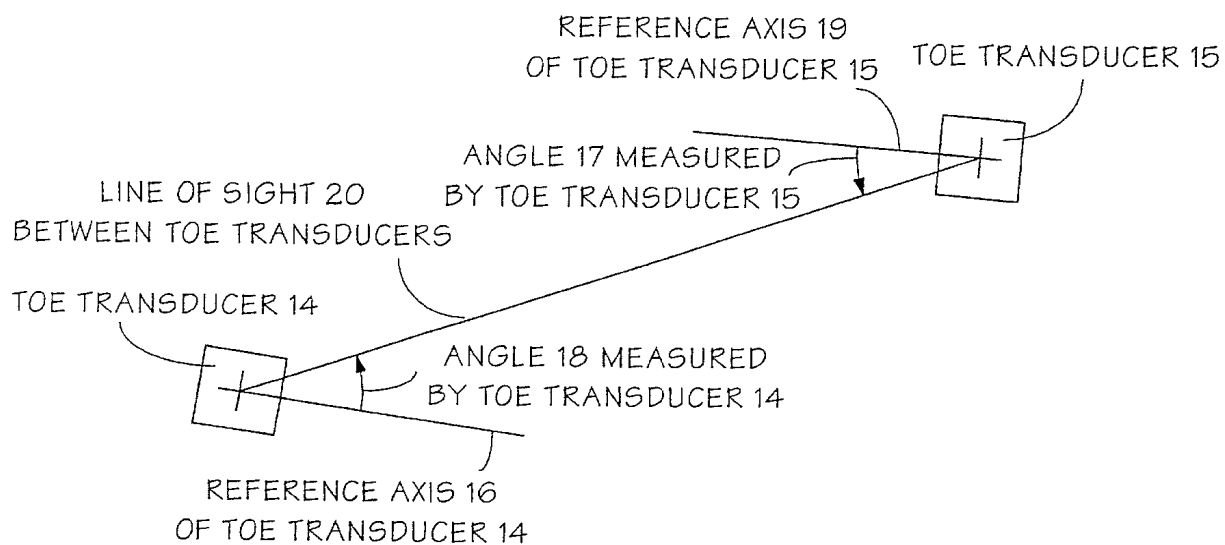 REFERENCE AXIS 19
OF TOE TRANSDUCER 15
TOE TRANSDUCER 15
ANGLE 17 MEASURED
BY TOE TRANSDUCER 15
LINE OF SIGHT 20
BETWEEN TOE TRANSDUCERS
TOE TRANSDUCER 14
ANGLE 18 MEASURED
BY TOE TRANSDUCER 14
REFERENCE AXIS 16
OF TOE TRANSDUCER 14